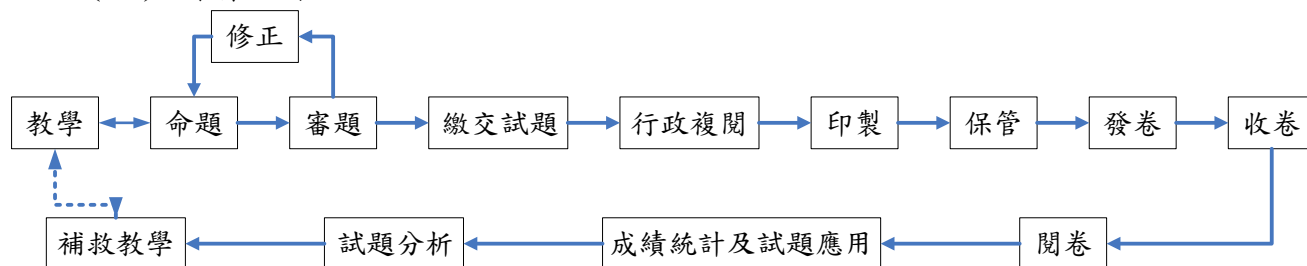 修正
教學 命題 審題 繳交試題 行政複閱 印製 保管 發卷 收卷
補救教學 試題分析 成績統計及試題應用 閱卷